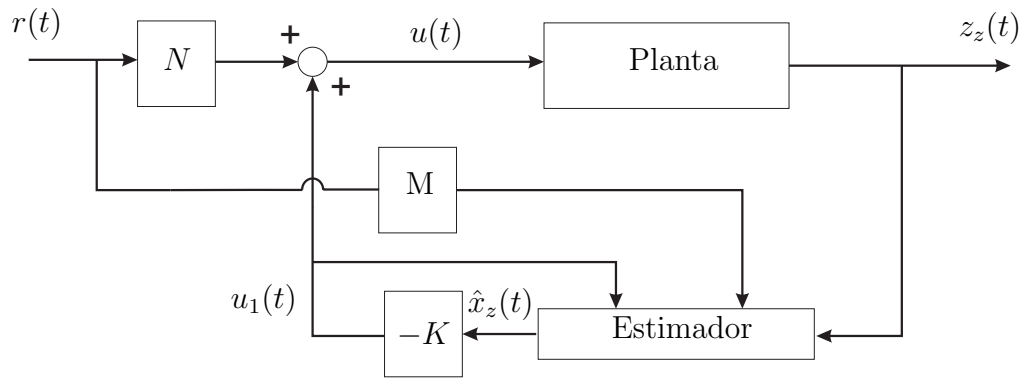 r(t)
N
+
+
u(t)
Planta
z_z(t)
M
u_1(t)
−K
x̂_z(t)
Estimador